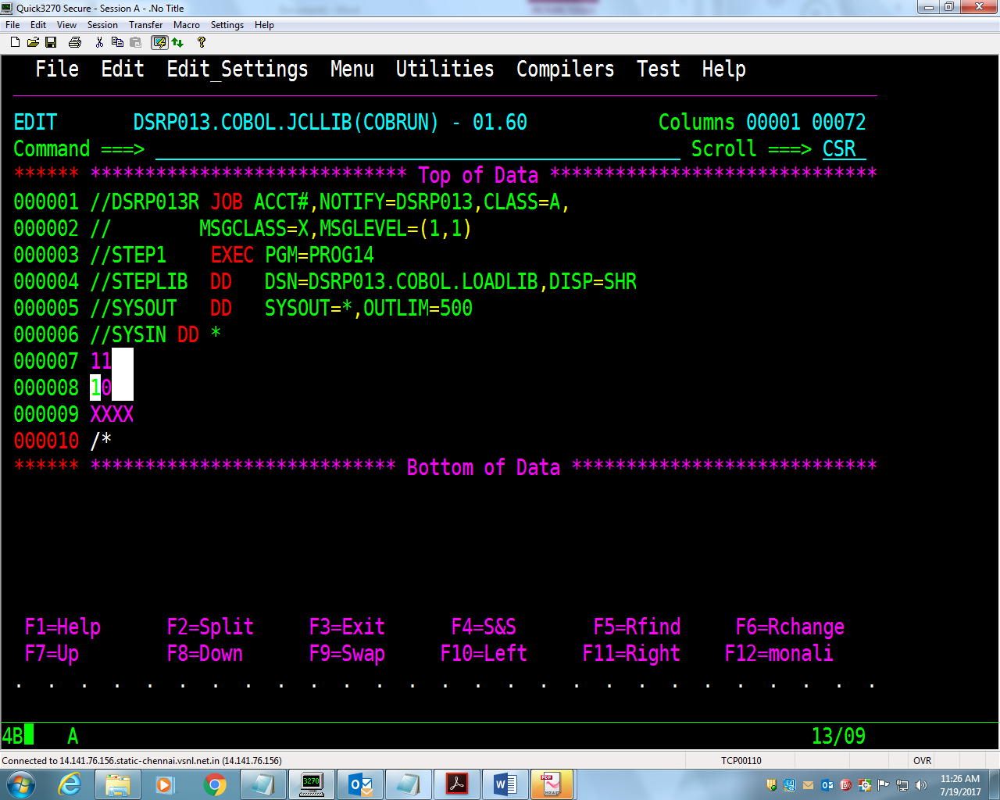 Quick3270 Secure - Session A - .No Title
File Edit View Session Transfer Macro Settings Help
File Edit Edit_Settings Menu Utilities Compilers Test Help
EDIT DSRP013.COBOL.JCLLIB(COBRUN) - 01.60 Columns 00001 00072
Command ===> Scroll ===> CSR
****** ***************************** Top of Data ******************************
000001 //DSRP013R JOB ACCT#,NOTIFY=DSRP013,CLASS=A,
000002 // MSGCLASS=X,MSGLEVEL=(1,1)
000003 //STEP1 EXEC PGM=PROG14
000004 //STEPLIB DD DSN=DSRP013.COBOL.LOADLIB,DISP=SHR
000005 //SYSOUT DD SYSOUT=*,OUTLIM=500
000006 //SYSIN DD *
000007 11
000008 10
000009 XXXX
000010 /*
****** **************************** Bottom of Data ****************************
F1=Help F2=Split F3=Exit F4=S&S F5=Rfind F6=Rchange
F7=Up F8=Down F9=Swap F10=Left F11=Right F12=monali
. . . . . . . . . . . . . . . . . . . . . . . . . . .
4B A 13/09
Connected to 14.141.76.156.static-chennai.vsnl.net.in (14.141.76.156) TCP00110 OVR
3270
PDF
11:26 AM
7/19/2017